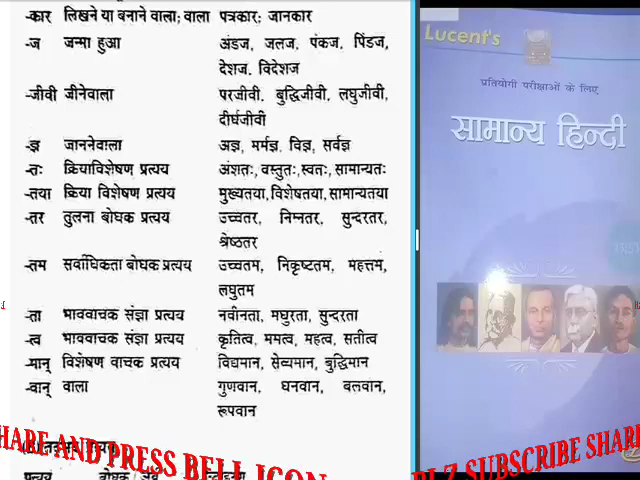 -कार लिखने या बनाने वाला; वाला पत्रकार; जानकार
-ज जन्मा हुआ अंडज, जलज, पंकज, पिंडज,
देशज, विदेशज
-जीवी जीनेवाला परजीवी, बुद्धिजीवी, लघुजीवी,
दीर्घजीवी
-ज्ञ जाननेवाला अज्ञ, मर्मज्ञ, विज्ञ, सर्वज्ञ
-तः क्रियाविशेषण प्रत्यय अंशतः, वस्तुतः, स्वतः, सामान्यतः
-तया क्रिया विशेषण प्रत्यय मुख्यतया, विशेषतया, सामान्यतया
-तर तुलना बोधक प्रत्यय उच्चतर, निम्नतर, सुन्दरतर,
श्रेष्ठतर
-तम सर्वाधिकता बोधक प्रत्यय उच्चतम, निकृष्टतम, महत्तम,
लघुतम
-ता भाववाचक संज्ञा प्रत्यय नवीनता, मधुरता, सुन्दरता
-त्व भाववाचक संज्ञा प्रत्यय कृतित्व, ममत्व, महत्व, सतीत्व
-मान् विशेषण वाचक प्रत्यय विद्यमान, सेव्यमान, बुद्धिमान
-वान् वाला गुणवान, धनवान, बलवान,
रूपवान
Lucent's
प्रतियोगी परीक्षाओं के लिए
सामान्य हिन्दी
SHARE AND PRESS BELL ICON
PLZ SUBSCRIBE SHARE